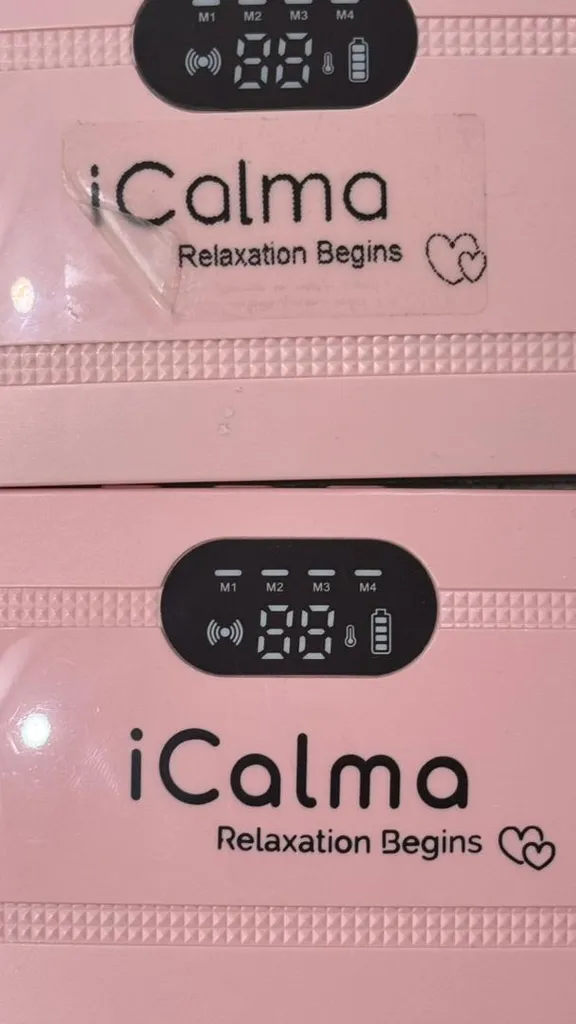 M1 M2 M3 M4
88
iCalma
Relaxation Begins
M1 M2 M3 M4
88
iCalma
Relaxation Begins